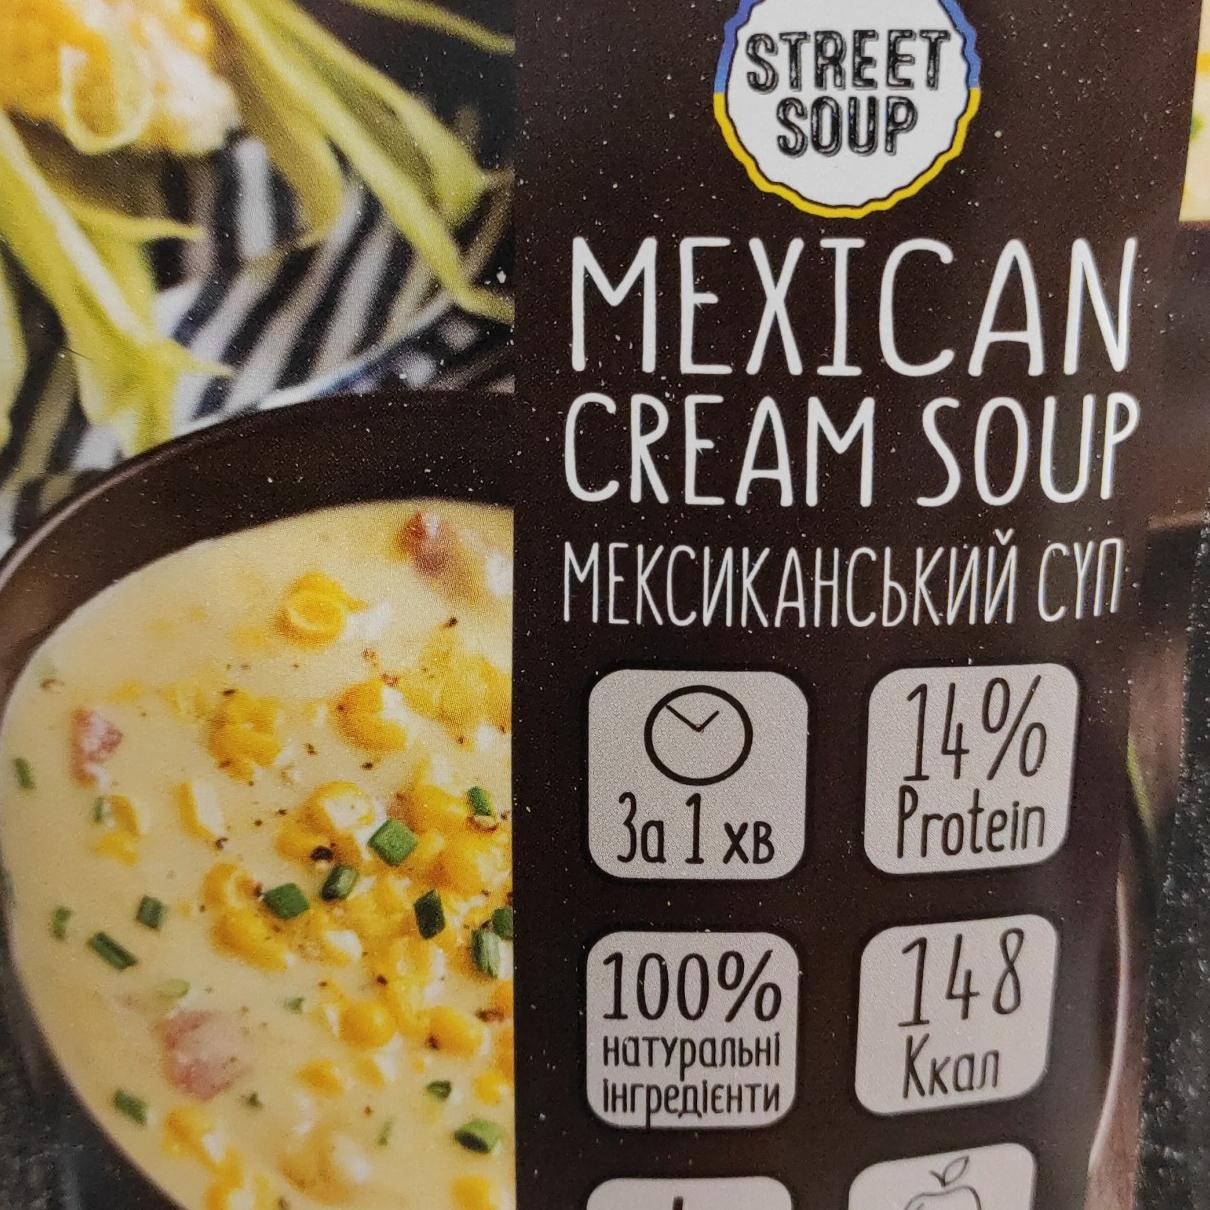 STREET
SOUP
MEXICAN
CREAM SOUP
МЕКСИКАНСЬКИЙ СУП
За 1 хв
14%
Protein
100%
натуральні
інгредієнти
148
Ккал